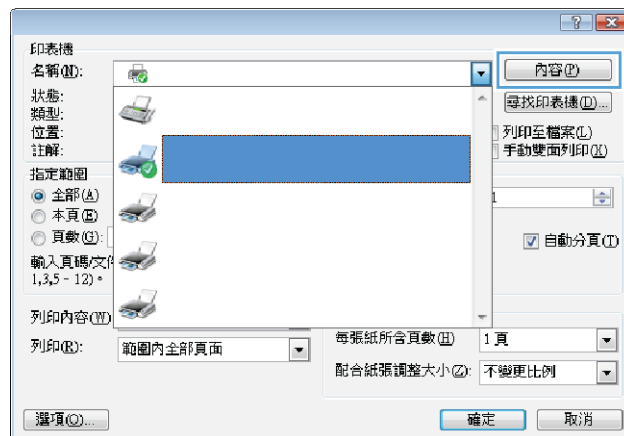 印表機
名稱(N):
內容(P)
狀態:
尋找印表機(D)...
類型:
位置:
列印至檔案(L)
註解:
手動雙面列印(X)
指定範圍
全部(A)
1
本頁(E)
頁數(G):
自動分頁(T)
輸入頁碼/文件
1,3,5 - 12)。
列印內容(W)
列印(R):
範圍內全部頁面
每張紙所含頁數(H)
1 頁
配合紙張調整大小(Z):
不變更比例
選項(O)...
確定
取消